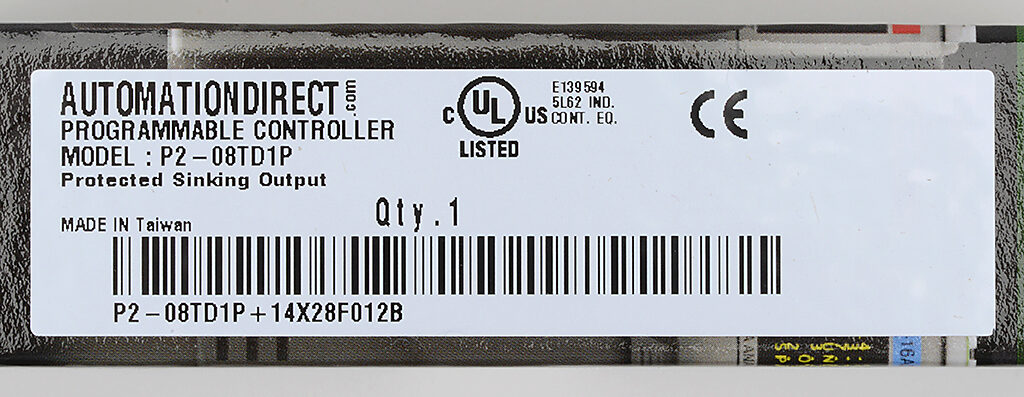 AUTOMATIONDIRECT.com
PROGRAMMABLE CONTROLLER
MODEL : P2-08TD1P
Protected Sinking Output
C UL US LISTED
E139594
5L62 IND.
CONT. EQ.
CE
MADE IN Taiwan
Qty.1
P2-08TD1P+14X28F012B
16A